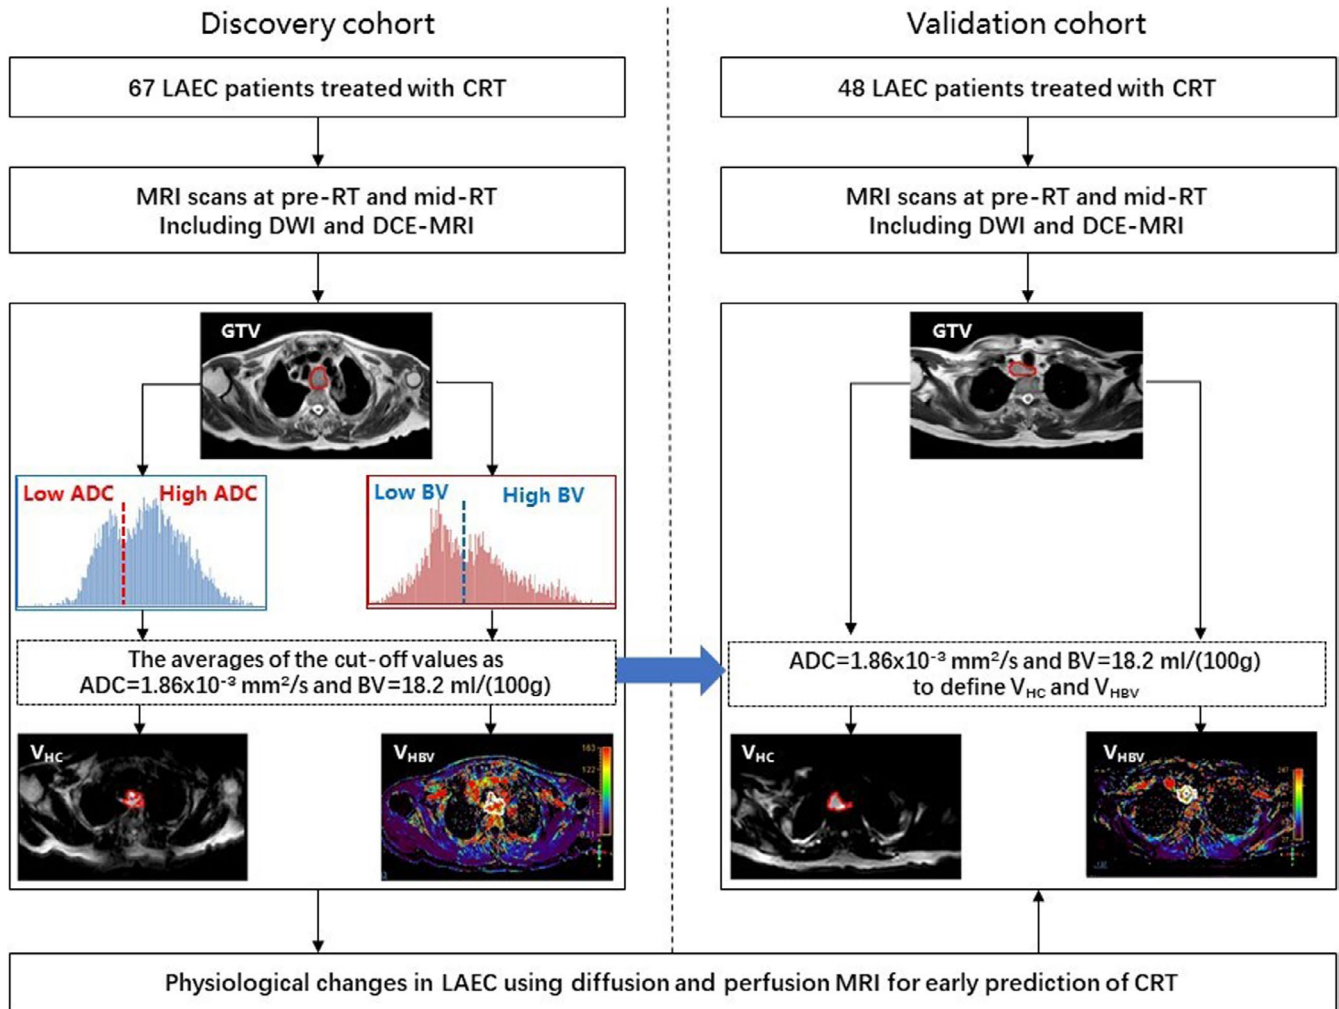 Discovery cohort
67 LAEC patients treated with CRT
MRI scans at pre-RT and mid-RT
Including DWI and DCE-MRI
GTV
Low ADC High ADC
Low BV High BV
The averages of the cut-off values as
ADC=1.86x10⁻³ mm²/s and BV=18.2 ml/(100g)
V_HC
V_HBV
163
122
Validation cohort
48 LAEC patients treated with CRT
MRI scans at pre-RT and mid-RT
Including DWI and DCE-MRI
GTV
ADC=1.86x10⁻³ mm²/s and BV=18.2 ml/(100g)
to define V_HC and V_HBV
V_HC
V_HBV
Physiological changes in LAEC using diffusion and perfusion MRI for early prediction of CRT